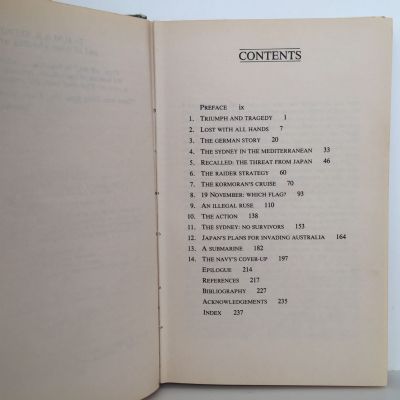 CONTENTS
PREFACE ix
1. TRIUMPH AND TRAGEDY 1
2. LOST WITH ALL HANDS 7
3. THE GERMAN STORY 20
4. THE SYDNEY IN THE MEDITERRANEAN 33
5. RECALLED: THE THREAT FROM JAPAN 46
6. THE RAIDER STRATEGY 60
7. THE KORMORAN'S CRUISE 70
8. 19 NOVEMBER: WHICH FLAG? 93
9. AN ILLEGAL RUSE 110
10. THE ACTION 138
11. THE SYDNEY: NO SURVIVORS 153
12. JAPAN'S PLANS FOR INVADING AUSTRALIA 164
13. A SUBMARINE 182
14. THE NAVY'S COVER-UP 197
EPILOGUE 214
REFERENCES 217
BIBLIOGRAPHY 227
ACKNOWLEDGEMENTS 235
INDEX 237